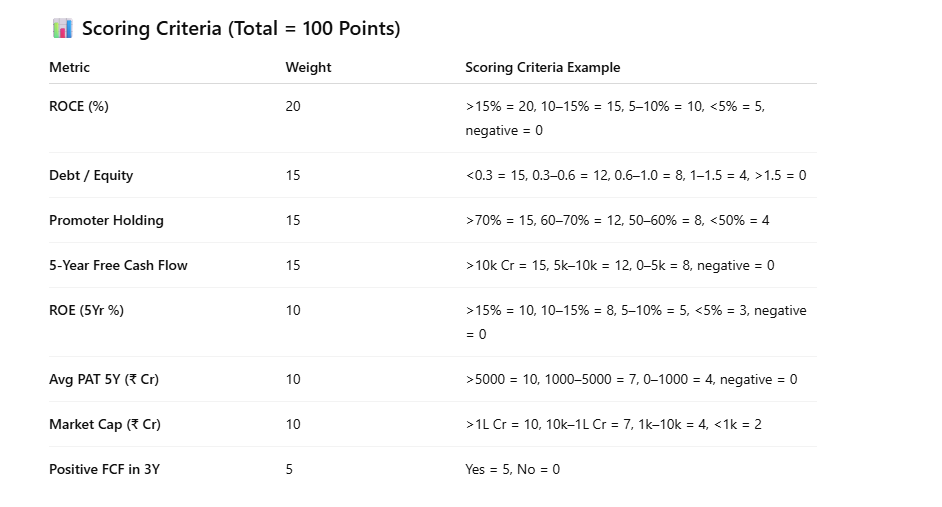 📊 Scoring Criteria (Total = 100 Points)
Metric Weight Scoring Criteria Example
ROCE (%) 20 >15% = 20, 10–15% = 15, 5–10% = 10, <5% = 5,
negative = 0
Debt / Equity 15 <0.3 = 15, 0.3–0.6 = 12, 0.6–1.0 = 8, 1–1.5 = 4, >1.5 = 0
Promoter Holding 15 >70% = 15, 60–70% = 12, 50–60% = 8, <50% = 4
5-Year Free Cash Flow 15 >10k Cr = 15, 5k–10k = 12, 0–5k = 8, negative = 0
ROE (5Yr %) 10 >15% = 10, 10–15% = 8, 5–10% = 5, <5% = 3, negative
= 0
Avg PAT 5Y (₹ Cr) 10 >5000 = 10, 1000–5000 = 7, 0–1000 = 4, negative = 0
Market Cap (₹ Cr) 10 >1L Cr = 10, 10k–1L Cr = 7, 1k–10k = 4, <1k = 2
Positive FCF in 3Y 5 Yes = 5, No = 0